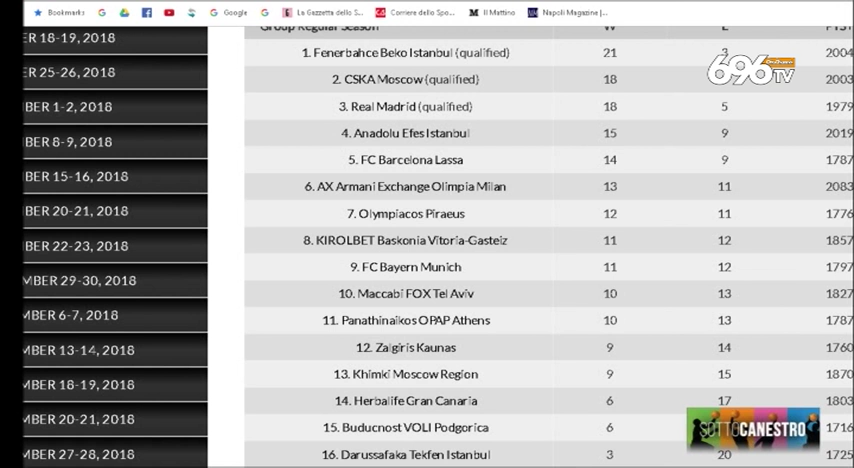 Bookmarks G Google G La Gazzetta dello S... Corriere dello Spo... M Il Mattino Napoli Magazine |...
Group Regular Season W L PTS+
ER 18-19, 2018
ER 25-26, 2018
BER 1-2, 2018
BER 8-9, 2018
BER 15-16, 2018
BER 20-21, 2018
BER 22-23, 2018
MBER 29-30, 2018
MBER 6-7, 2018
MBER 13-14, 2018
MBER 18-19, 2018
MBER 20-21, 2018
MBER 27-28, 2018
1. Fenerbahce Beko Istanbul (qualified) 21 3 2004
2. CSKA Moscow (qualified) 18 2003
3. Real Madrid (qualified) 18 5 1979
4. Anadolu Efes Istanbul 15 9 2019
5. FC Barcelona Lassa 14 9 1787
6. AX Armani Exchange Olimpia Milan 13 11 2083
7. Olympiacos Piraeus 12 11 1776
8. KIROLBET Baskonia Vitoria-Gasteiz 11 12 1857
9. FC Bayern Munich 11 12 1797
10. Maccabi FOX Tel Aviv 10 13 1827
11. Panathinaikos OPAP Athens 10 13 1787
12. Zalgiris Kaunas 9 14 1760
13. Khimki Moscow Region 9 15 1870
14. Herbalife Gran Canaria 6 17 1803
15. Buducnost VOLI Podgorica 6 1716
16. Darussafaka Tekfen Istanbul 3 20 1725
696 TV
SOTTOCANESTRO